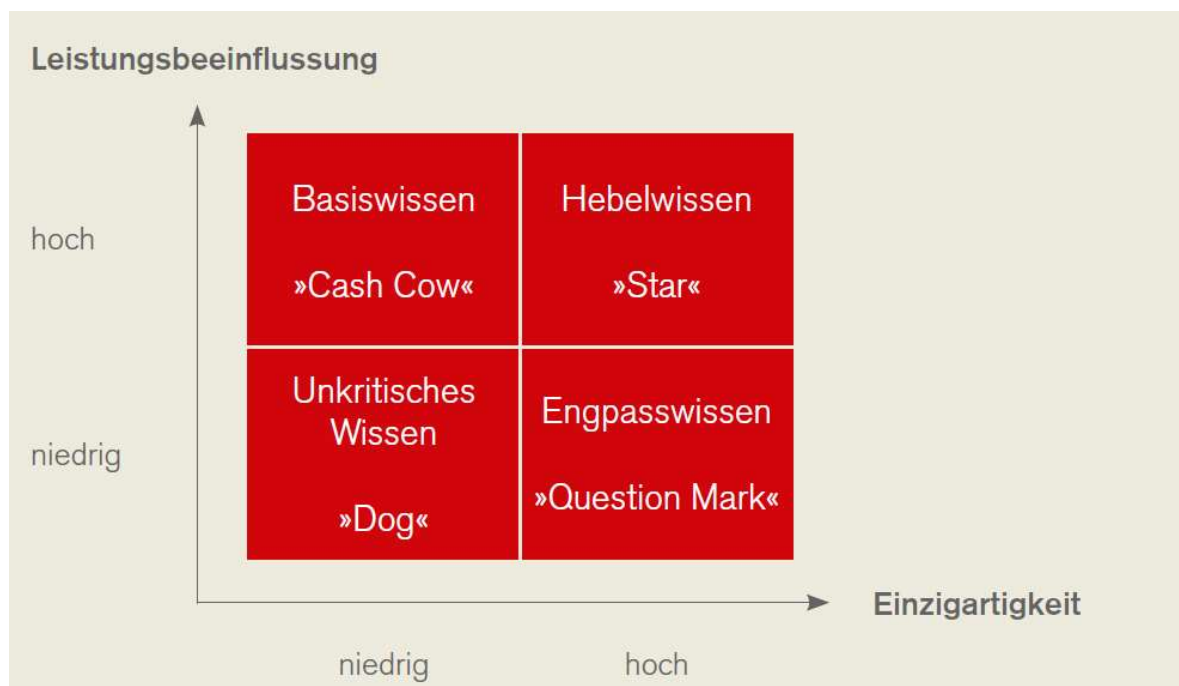 Leistungsbeeinflussung
hoch
Basiswissen
»Cash Cow«
Hebelwissen
»Star«
niedrig
Unkritisches
Wissen
»Dog«
Engpasswissen
»Question Mark«
Einzigartigkeit
niedrig
hoch